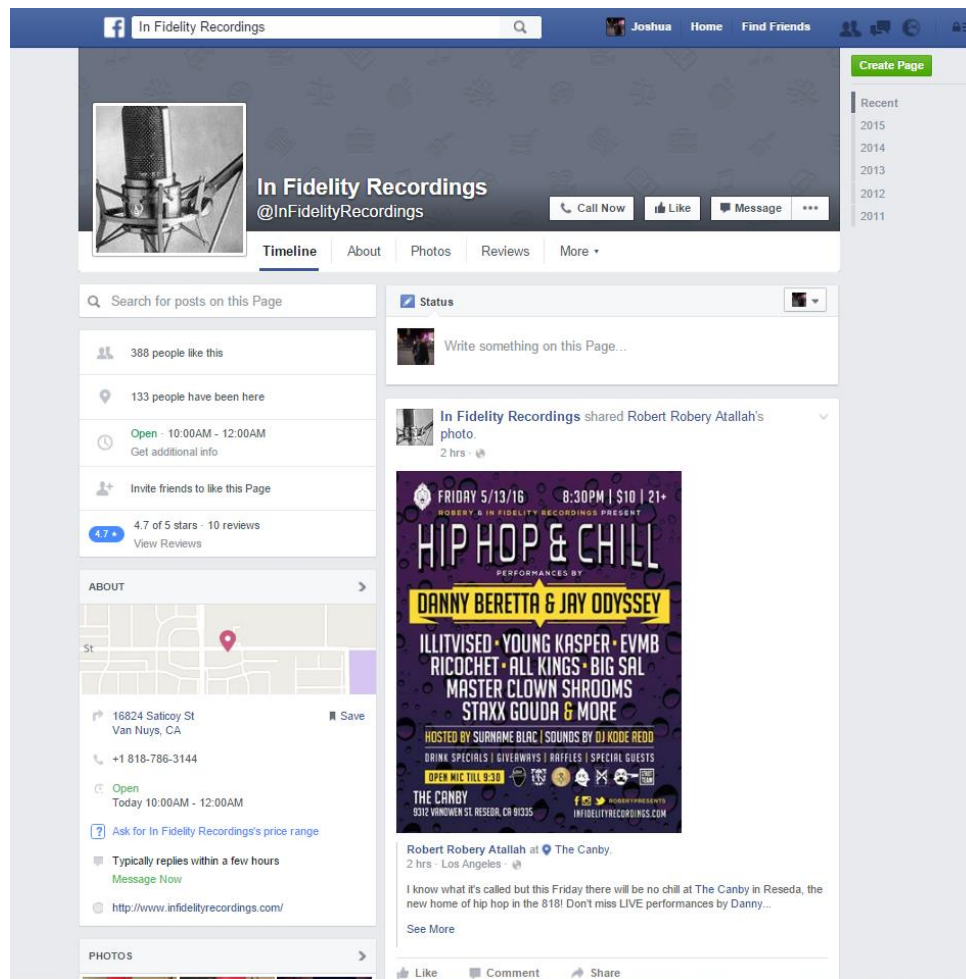 In Fidelity Recordings
Joshua Home Find Friends
Create Page
Recent
2015
2014
2013
2012
2011
In Fidelity Recordings
@InFidelityRecordings
Call Now Like Message •••
Timeline About Photos Reviews More
Search for posts on this Page
388 people like this
133 people have been here
Open · 10:00AM - 12:00AM
Get additional info
Invite friends to like this Page
4.7 ★
4.7 of 5 stars · 10 reviews
View Reviews
ABOUT
St
16824 Saticoy St
Van Nuys, CA
Save
+1 818-786-3144
Open
Today 10:00AM - 12:00AM
? Ask for In Fidelity Recordings's price range
Typically replies within a few hours
Message Now
http://www.infidelityrecordings.com/
PHOTOS
Status
Write something on this Page...
In Fidelity Recordings shared Robert Robery Atallah's
photo.
2 hrs ·
FRIDAY 5/13/16 8:30PM | $10 | 21+
ROBERY & IN FIDELITY RECORDINGS PRESENT
HIP HOP & CHILL
PERFORMANCES BY
DANNY BERETTA & JAY ODYSSEY
ILLITVISED · YOUNG KASPER · EVMB
RICOCHET · ALL KINGS · BIG SAL
MASTER CLOWN SHROOMS
STAXX GOUDA & MORE
HOSTED BY SURNAME BLAC | SOUNDS BY DJ KODE REDD
DRINK SPECIALS | GIVEAWAYS | RAFFLES | SPECIAL GUESTS
OPEN MIC TILL 9:30
THE CANBY
9312 VANOWEN ST. RESEDA, CA 91335
ROBERYPRESENTS
INFIDELITYRECORDINGS.COM
Robert Robery Atallah at The Canby.
2 hrs · Los Angeles ·
I know what it's called but this Friday there will be no chill at The Canby in Reseda, the
new home of hip hop in the 818! Don't miss LIVE performances by Danny...
See More
Like Comment Share